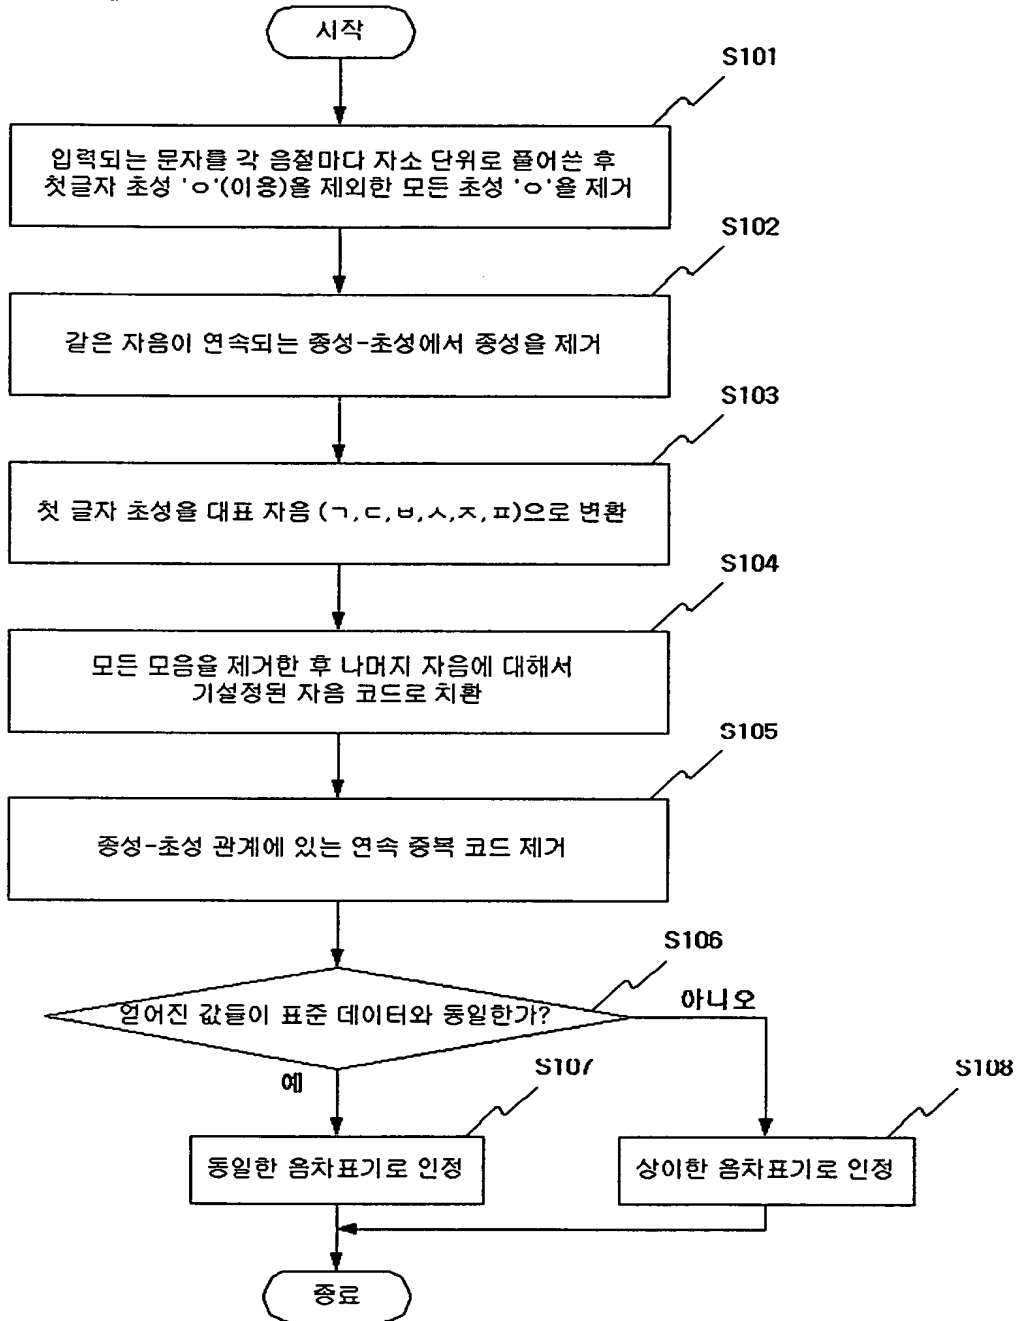 시작
S101
입력되는 문자를 각 음절마다 자소 단위로 풀어쓴 후
첫글자 초성 'ㅇ'(이응)을 제외한 모든 초성 'ㅇ'을 제거
S102
같은 자음이 연속되는 종성-초성에서 종성을 제거
S103
첫 글자 초성을 대표 자음 (ㄱ,ㄷ,ㅂ,ㅅ,ㅈ,ㅍ)으로 변환
S104
모든 모음을 제거한 후 나머지 자음에 대해서
기설정된 자음 코드로 치환
S105
종성-초성 관계에 있는 연속 중복 코드 제거
S106
얻어진 값들이 표준 데이터와 동일한가?
아니오
예
S107
S108
동일한 음차표기로 인정
상이한 음차표기로 인정
종료